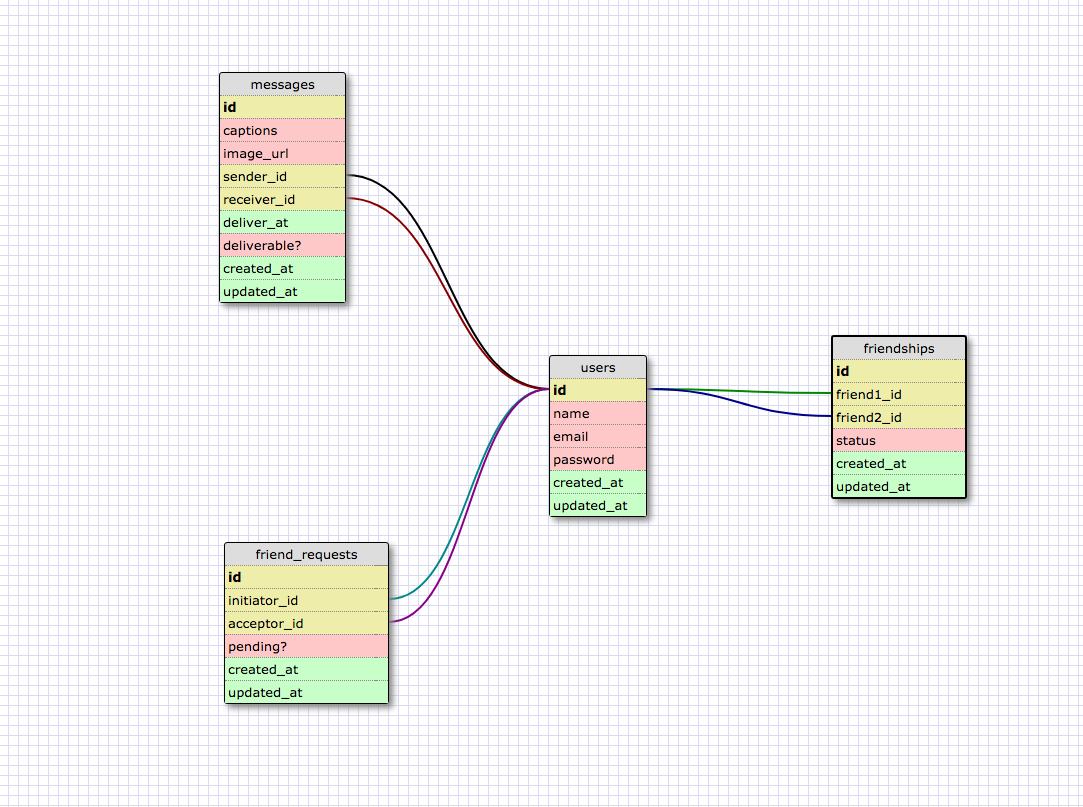 messages
id
captions
image_url
sender_id
receiver_id
deliver_at
deliverable?
created_at
updated_at
users
id
name
email
password
created_at
updated_at
friendships
id
friend1_id
friend2_id
status
created_at
updated_at
friend_requests
id
initiator_id
acceptor_id
pending?
created_at
updated_at